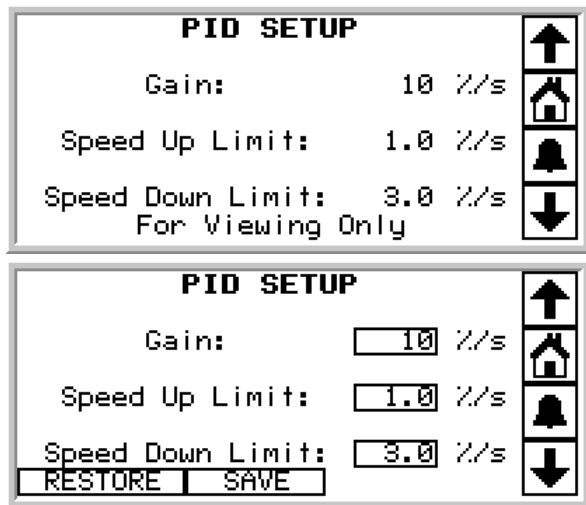 PID SETUP
Gain: 10 %/s
Speed Up Limit: 1.0 %/s
Speed Down Limit: 3.0 %/s
For Viewing Only
PID SETUP
Gain: 10 %/s
Speed Up Limit: 1.0 %/s
Speed Down Limit: 3.0 %/s
RESTORE SAVE